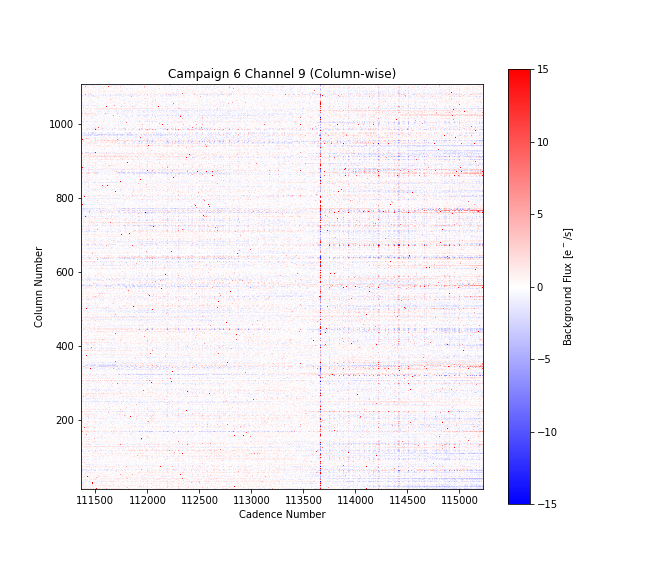 Campaign 6 Channel 9 (Column-wise)
1000
800
600
400
200
Column Number
111500 112000 112500 113000 113500 114000 114500 115000
Cadence Number
15
10
5
0
−5
−10
−15
Background Flux [e⁻/s]